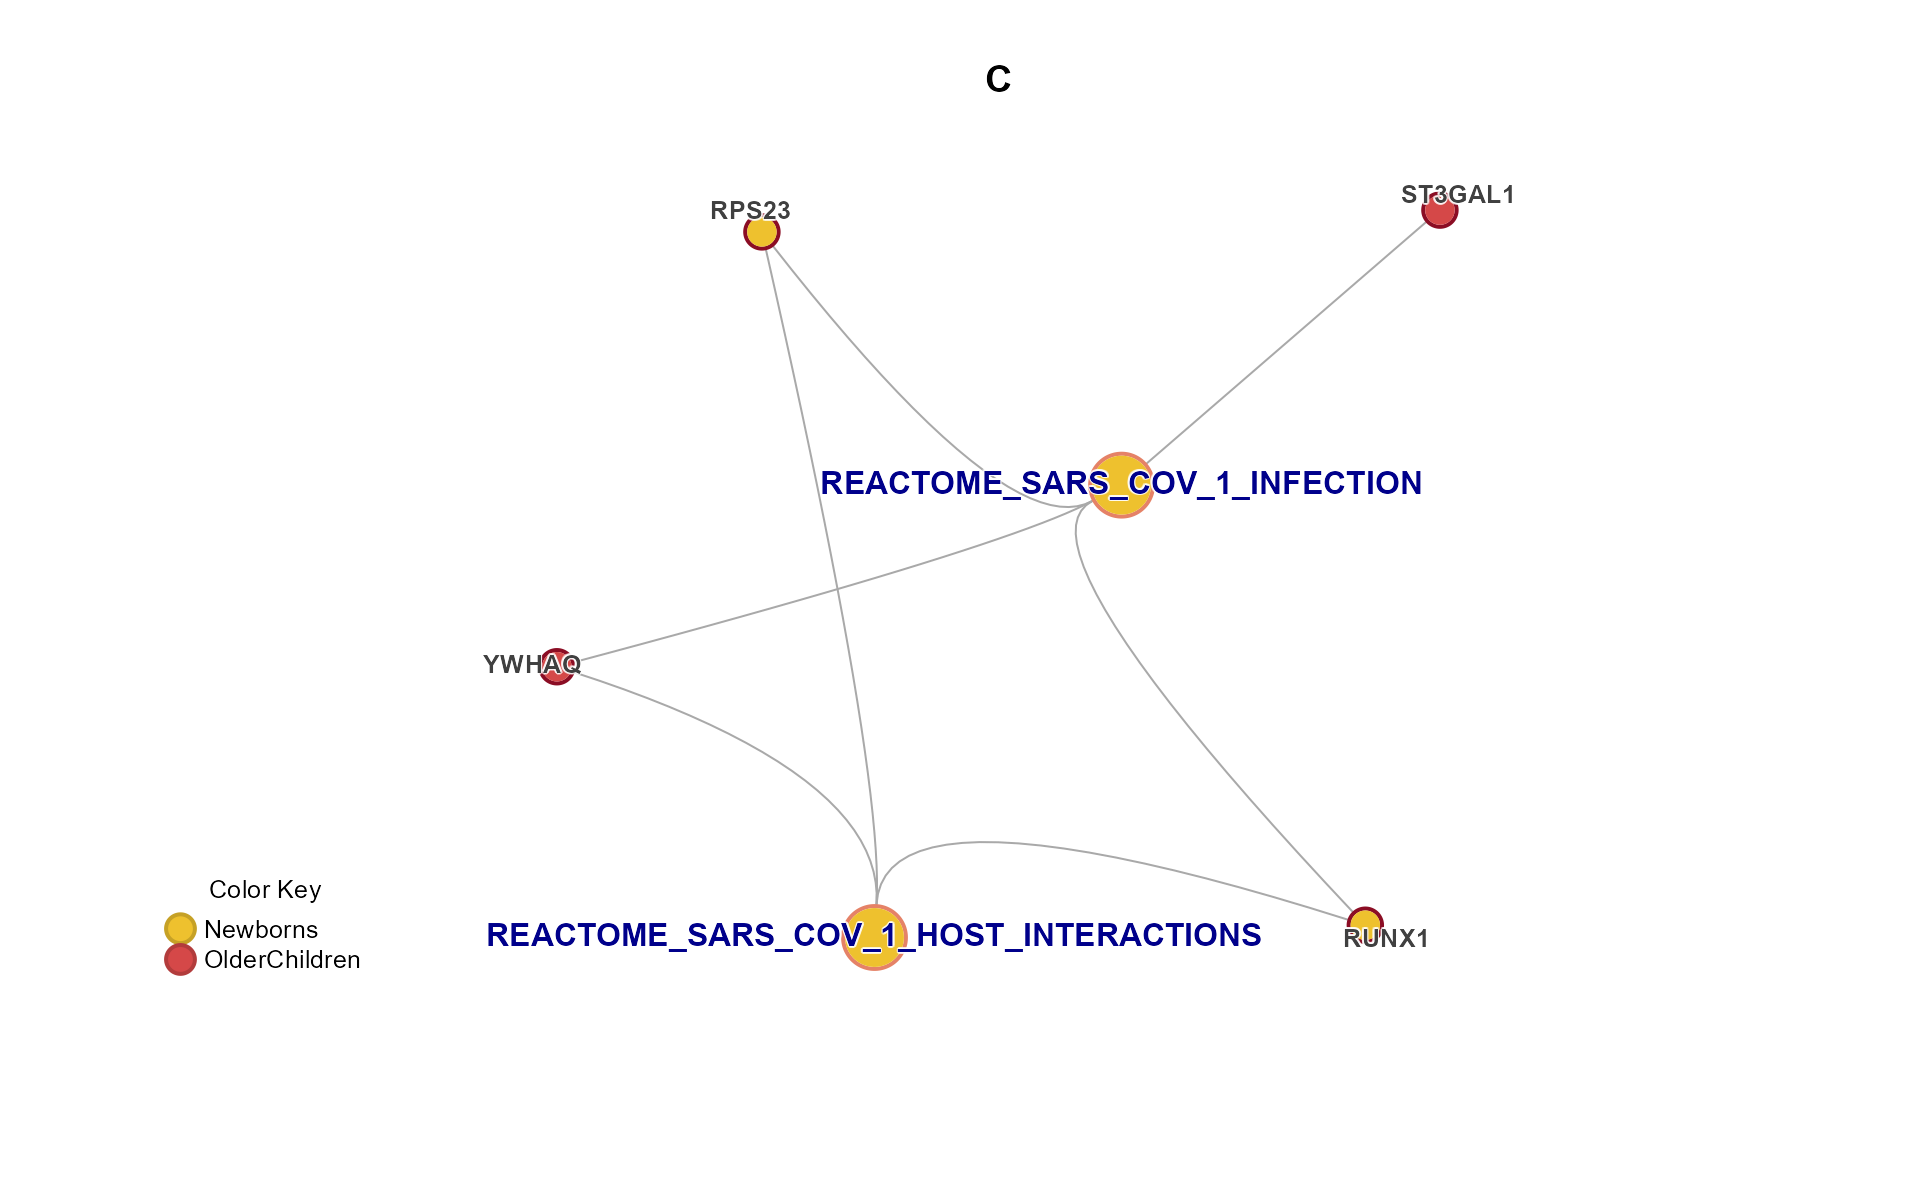 C
ST3GAL1
RPS23
REACTOME_SARS_COV_1_INFECTION
YWHAQ
Color Key
Newborns
OlderChildren
REACTOME_SARS_COV_1_HOST_INTERACTIONS
RUNX1